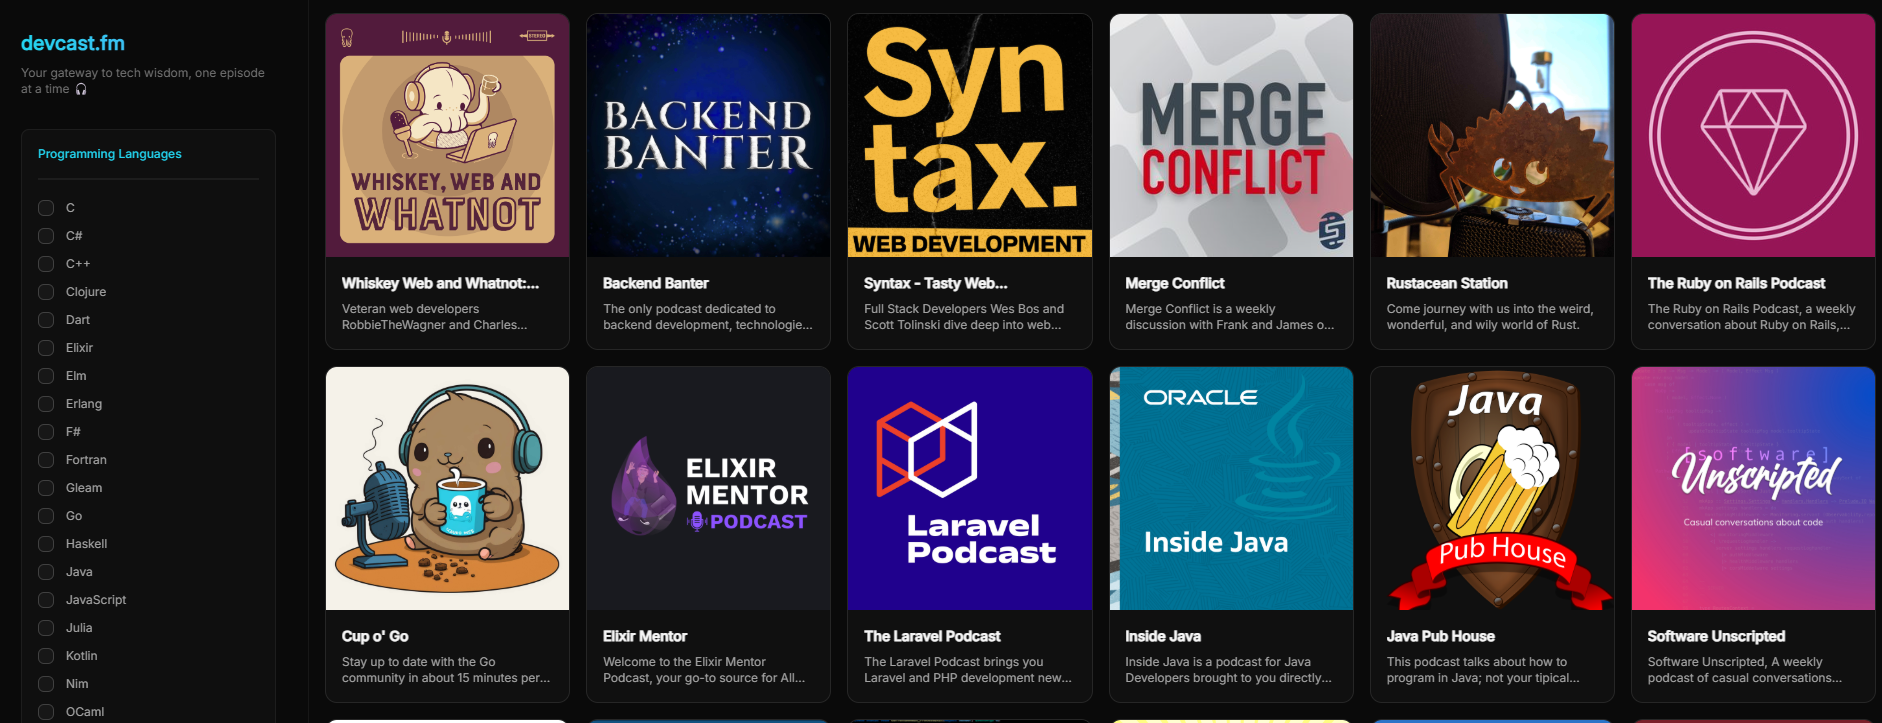 devcast.fm
Your gateway to tech wisdom, one episode
at a time
Programming Languages
C
C#
C++
Clojure
Dart
Elixir
Elm
Erlang
F#
Fortran
Gleam
Go
Haskell
Java
JavaScript
Julia
Kotlin
Nim
OCaml
STEREO
WHISKEY, WEB AND
WHATNOT
Whiskey Web and Whatnot:...
Veteran web developers
RobbieTheWagner and Charles...
BACKEND
BANTER
Backend Banter
The only podcast dedicated to
backend development, technologie...
Syn
tax.
WEB DEVELOPMENT
Syntax - Tasty Web...
Full Stack Developers Wes Bos and
Scott Tolinski dive deep into web...
MERGE
CONFLICT
Merge Conflict
Merge Conflict is a weekly
discussion with Frank and James o...
Rustacean Station
Come journey with us into the weird,
wonderful, and wily world of Rust.
The Ruby on Rails Podcast
The Ruby on Rails Podcast, a weekly
conversation about Ruby on Rails,...
Cup o' Go
Stay up to date with the Go
community in about 15 minutes per...
ELIXIR
MENTOR
PODCAST
Elixir Mentor
Welcome to the Elixir Mentor
Podcast, your go-to source for All...
Laravel
Podcast
The Laravel Podcast
The Laravel Podcast brings you
Laravel and PHP development new...
ORACLE
Inside Java
Inside Java
Inside Java is a podcast for Java
Developers brought to you directly...
Java
Pub House
Java Pub House
This podcast talks about how to
program in Java; not your tipical...
[software]
Unscripted
Casual conversations about code
Software Unscripted
Software Unscripted, A weekly
podcast of casual conversations...